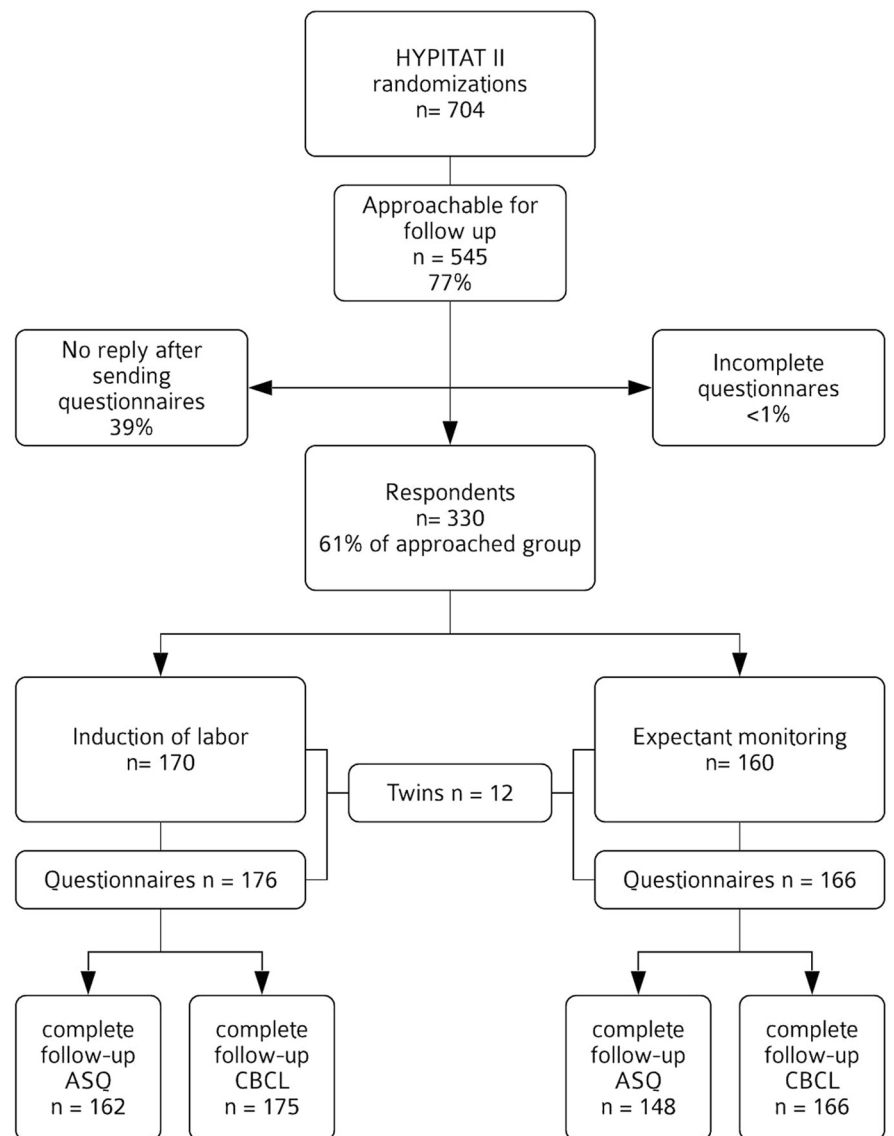 HYPITAT II
randomizations
n= 704
Approachable for
follow up
n = 545
77%
No reply after
sending
questionnaires
39%
Incomplete
questionnares
<1%
Respondents
n= 330
61% of approached group
Induction of labor
n= 170
Expectant monitoring
n= 160
Twins n = 12
Questionnaires n = 176
Questionnaires n = 166
complete
follow-up
ASQ
n = 162
complete
follow-up
CBCL
n = 175
complete
follow-up
ASQ
n = 148
complete
follow-up
CBCL
n = 166